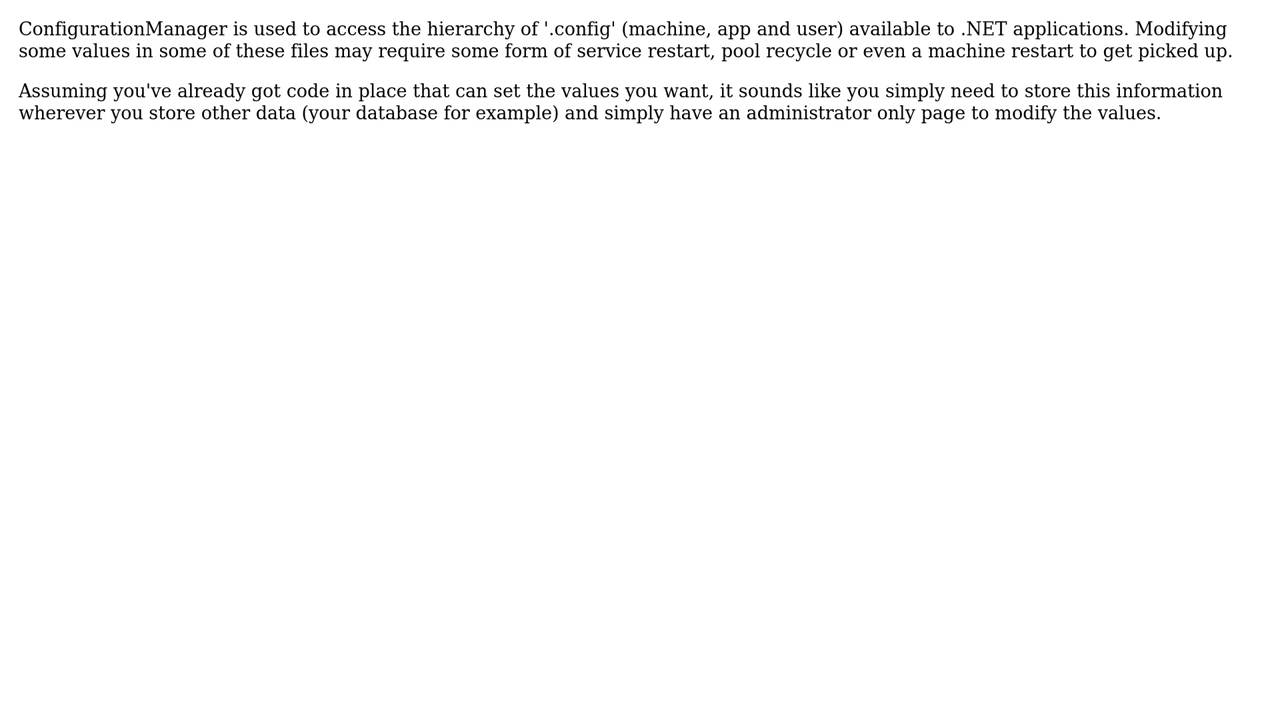 ConfigurationManager is used to access the hierarchy of '.config' (machine, app and user) available to .NET applications. Modifying
some values in some of these files may require some form of service restart, pool recycle or even a machine restart to get picked up.
Assuming you've already got code in place that can set the values you want, it sounds like you simply need to store this information
wherever you store other data (your database for example) and simply have an administrator only page to modify the values.